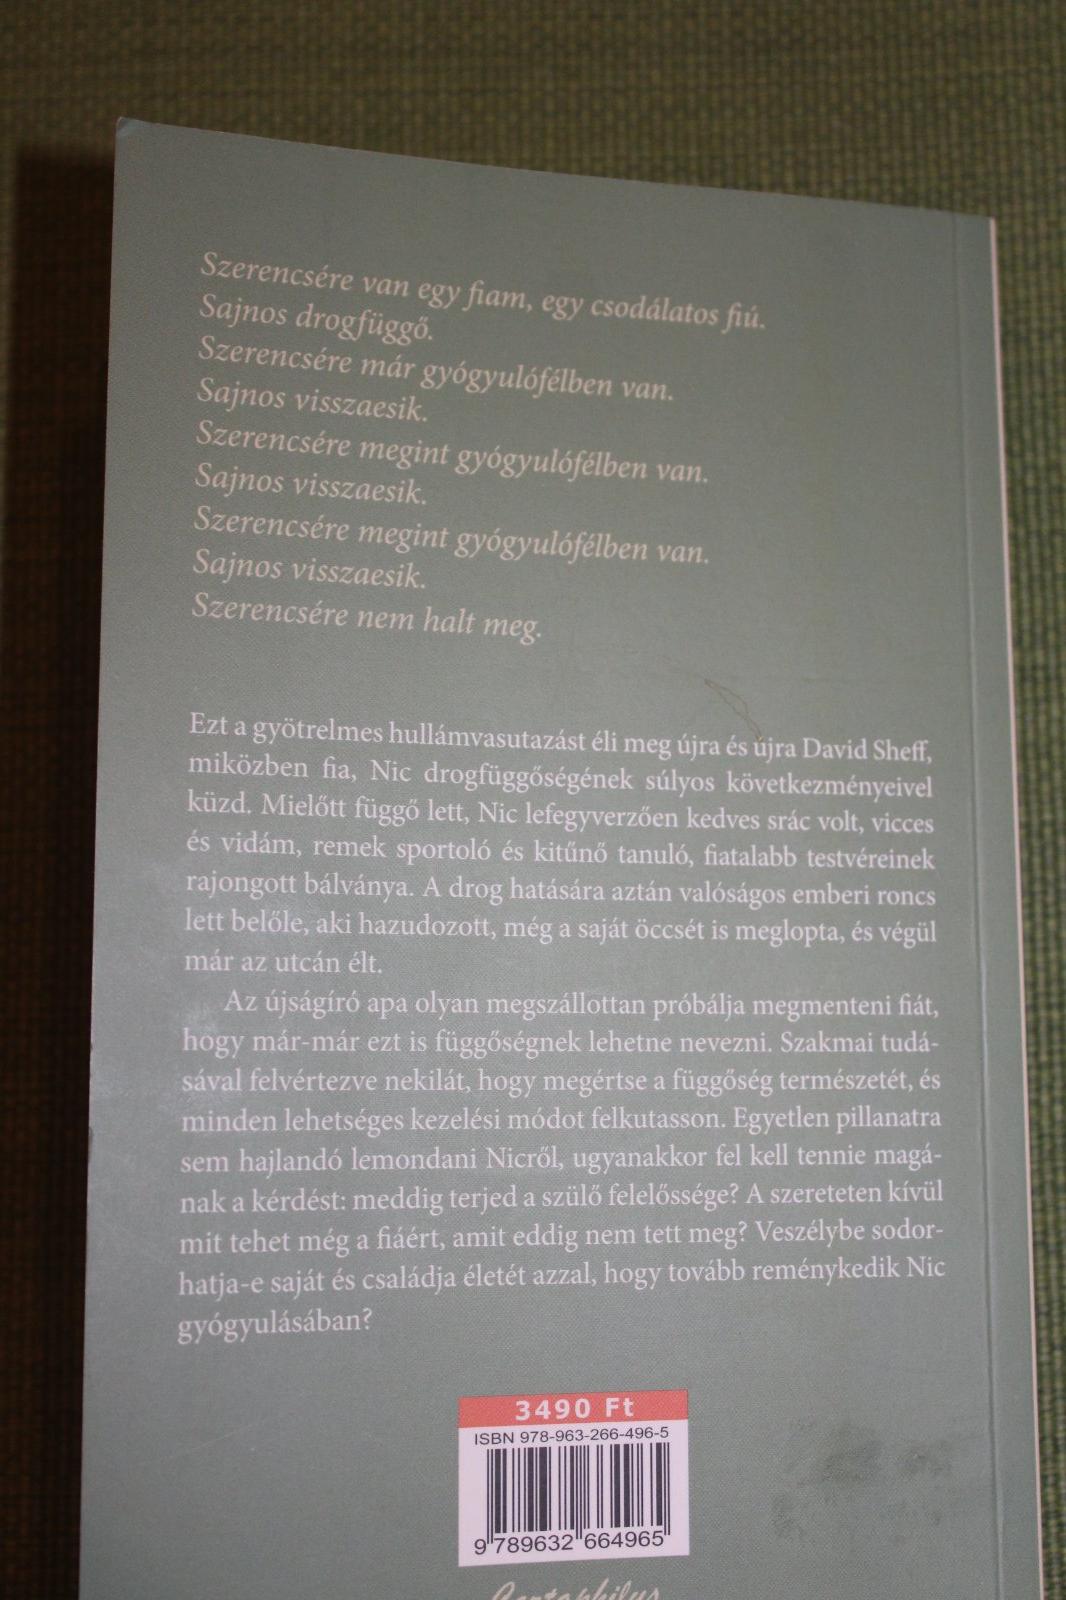 Szerencsére van egy fiam, egy csodálatos fiú.
Sajnos drogfüggő.
Szerencsére már gyógyulófélben van.
Sajnos visszaesik.
Szerencsére megint gyógyulófélben van.
Sajnos visszaesik.
Szerencsére megint gyógyulófélben van.
Sajnos visszaesik.
Szerencsére nem halt meg.
Ezt a gyötrelmes hullámvasutazást éli meg újra és újra David Sheff,
miközben fia, Nic drogfüggőségének súlyos következményeivel
küzd. Mielőtt függő lett, Nic lefegyverzően kedves srác volt, vicces
és vidám, remek sportoló és kitűnő tanuló, fiatalabb testvéreinek
rajongott bálványa. A drog hatására aztán valóságos emberi roncs
lett belőle, aki hazudozott, még a saját öccsét is meglopta, és végül
már az utcán élt.
Az újságíró apa olyan megszállottan próbálja megmenteni fiát,
hogy már-már ezt is függőségnek lehetne nevezni. Szakmai tudá-
sával felvértezve nekilát, hogy megértse a függőség természetét, és
minden lehetséges kezelési módot felkutasson. Egyetlen pillanatra
sem hajlandó lemondani Nicről, ugyanakkor fel kell tennie magá-
nak a kérdést: meddig terjed a szülő felelőssége? A szereteten kívül
mit tehet még a fiáért, amit eddig nem tett meg? Veszélybe sodor-
hatja-e saját és családja életét azzal, hogy tovább reménykedik Nic
gyógyulásában?
3490 Ft
ISBN 978-963-266-496-5
9 789632 664965
Cartaphilus